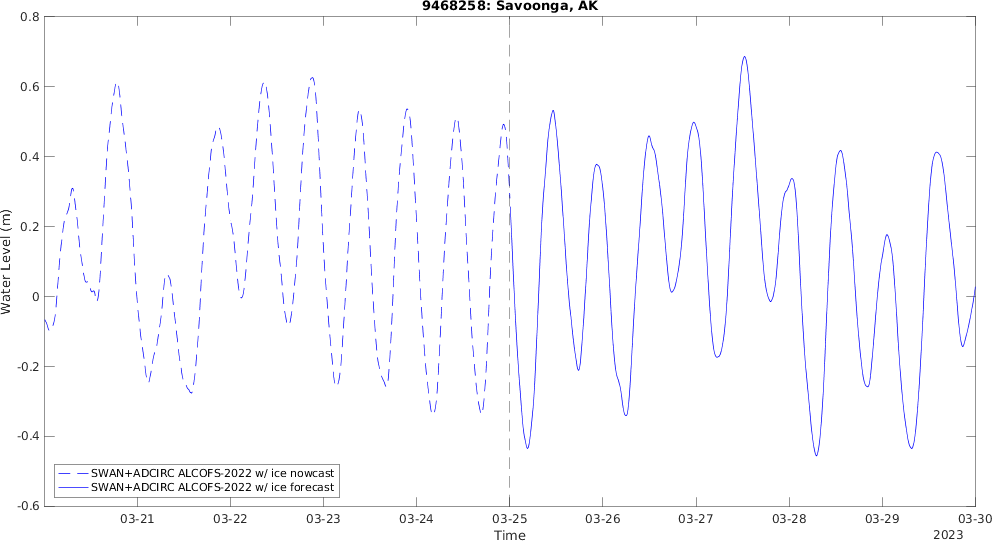 9468258: Savoonga, AK
0.8
0.6
0.4
0.2
0
-0.2
-0.4
-0.6
Water Level (m)
SWAN+ADCIRC ALCOFS-2022 w/ ice nowcast
SWAN+ADCIRC ALCOFS-2022 w/ ice forecast
03-21 03-22 03-23 03-24 03-25 03-26 03-27 03-28 03-29 03-30
Time
2023